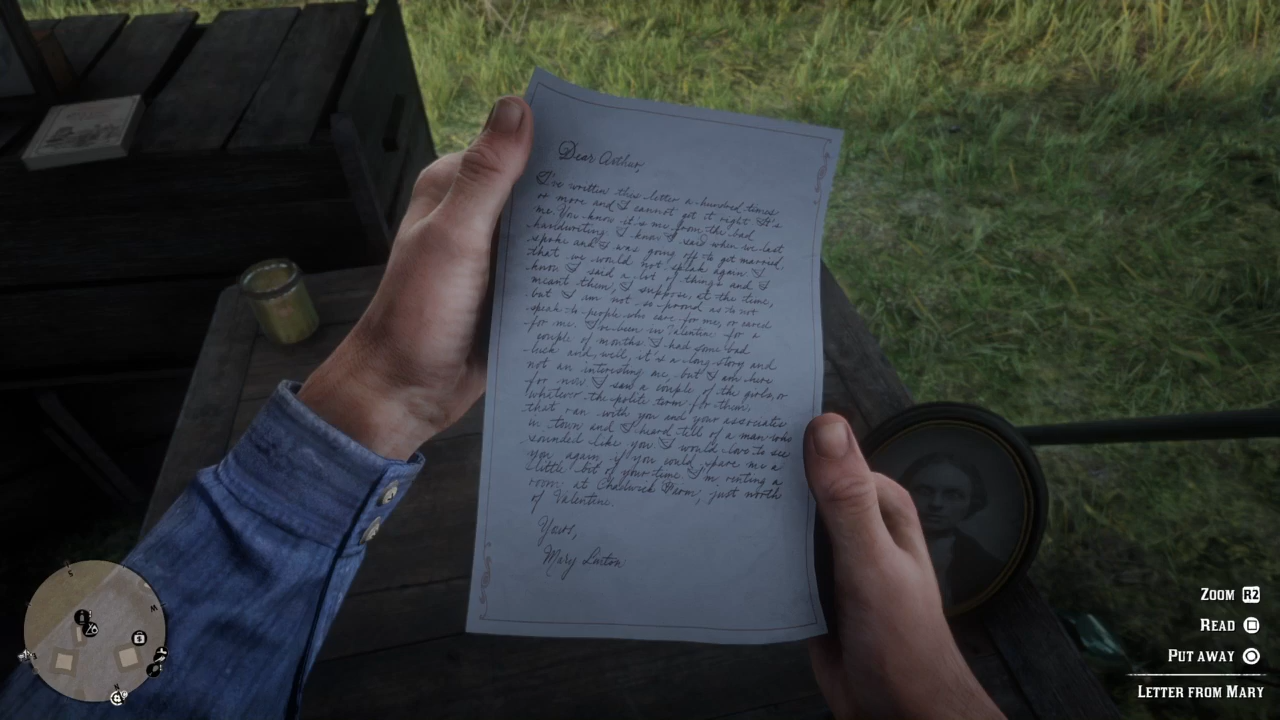 Dear Arthur,
I've written this letter a hundred times
or more and I cannot get it right. It's
me. You know it is me from the bad
handwriting. I know I said when we last
spoke and I was going off to get married,
that we would not speak again. I
know I said a lot of things and I
meant them, I suppose, at the time,
but I am not so proud as to not
speak to people who care for me, or cared
for me. I've been in Valentine for a
couple of months. I had some bad
luck and, well, it's a long story and
not an interesting one, but I am here
for now. I saw a couple of the girls, or
whatever the polite term for them,
that ran with you and your associates
in town and I heard tell of a man who
sounded like you. I would love to see
you again, if you would spare me a
little bit of your time. I'm renting a
room at Chadwick Farm, just north
of Valentine.
Yours,
Mary Linton
S
W
N
ZOOM R2
READ
PUT AWAY
LETTER FROM MARY